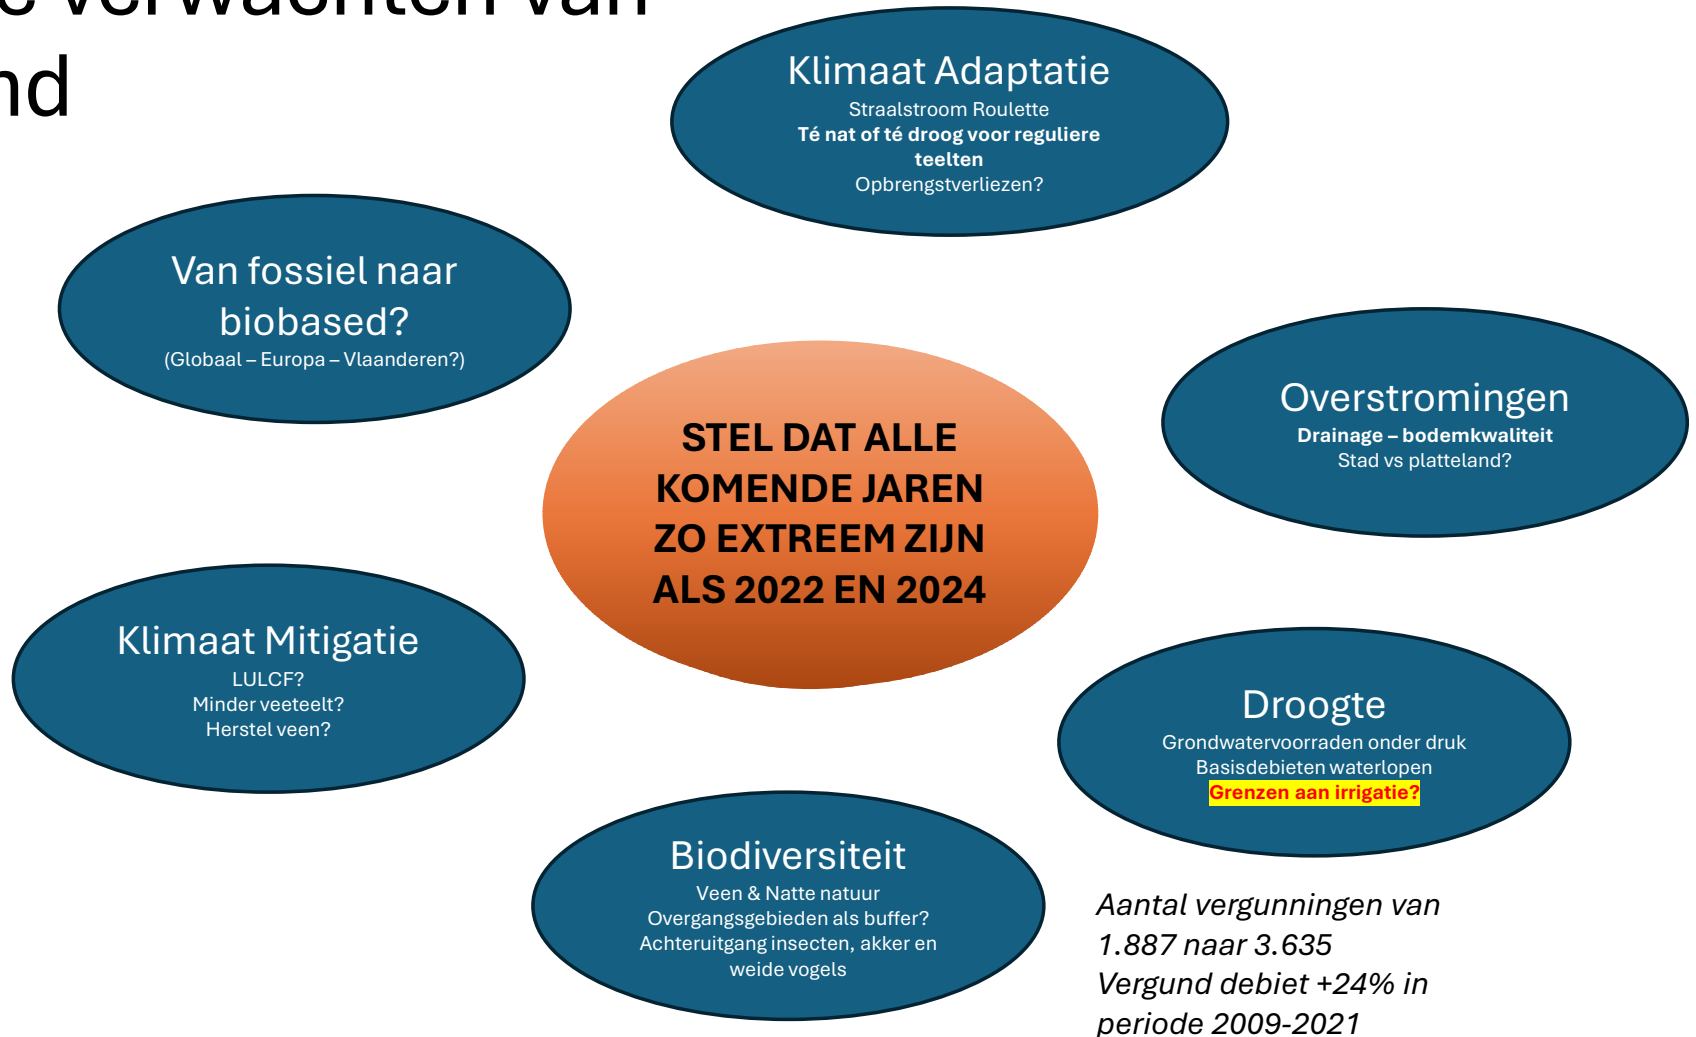 verwachten van
nd
Klimaat Adaptatie
Straalstroom Roulette
Té nat of té droog voor reguliere
teelten
Opbrengstverliezen?
Van fossiel naar
biobased?
(Globaal – Europa – Vlaanderen?)
STEL DAT ALLE
KOMENDE JAREN
ZO EXTREEM ZIJN
ALS 2022 EN 2024
Overstromingen
Drainage – bodemkwaliteit
Stad vs platteland?
Klimaat Mitigatie
LULCF?
Minder veeteelt?
Herstel veen?
Droogte
Grondwatervoorraden onder druk
Basisdebieten waterlopen
Grenzen aan irrigatie?
Biodiversiteit
Veen & Natte natuur
Overgangsgebieden als buffer?
Achteruitgang insecten, akker en
weide vogels
Aantal vergunningen van
1.887 naar 3.635
Vergund debiet +24% in
periode 2009-2021